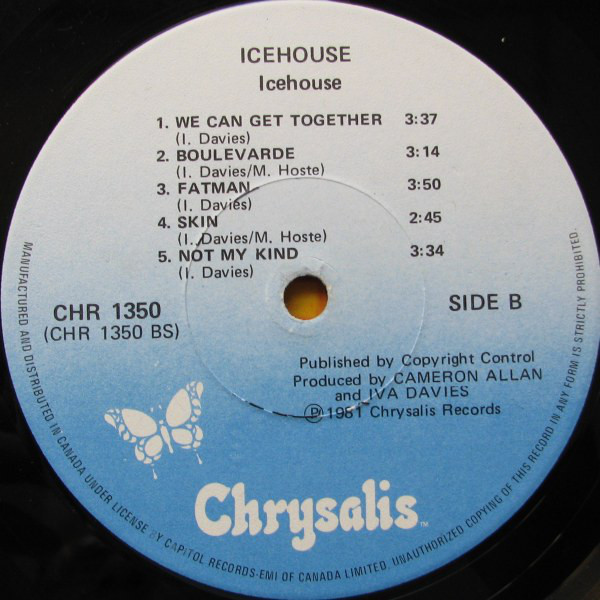 ICEHOUSE
Icehouse
1. WE CAN GET TOGETHER 3:37
(I. Davies)
2. BOULEVARDE 3:14
(I. Davies/M. Hoste)
3. FATMAN 3:50
(I. Davies)
4. SKIN 2:45
(I. Davies/M. Hoste)
5. NOT MY KIND 3:34
(I. Davies)
CHR 1350
(CHR 1350 BS)
SIDE B
Published by Copyright Control
Produced by CAMERON ALLAN
and IVA DAVIES
Ⓟ 1981 Chrysalis Records
Chrysalis™
MANUFACTURED AND DISTRIBUTED IN CANADA UNDER LICENSE BY CAPITOL RECORDS-EMI OF CANADA LIMITED. UNAUTHORIZED COPYING OF THIS RECORD IN ANY FORM IS STRICTLY PROHIBITED.